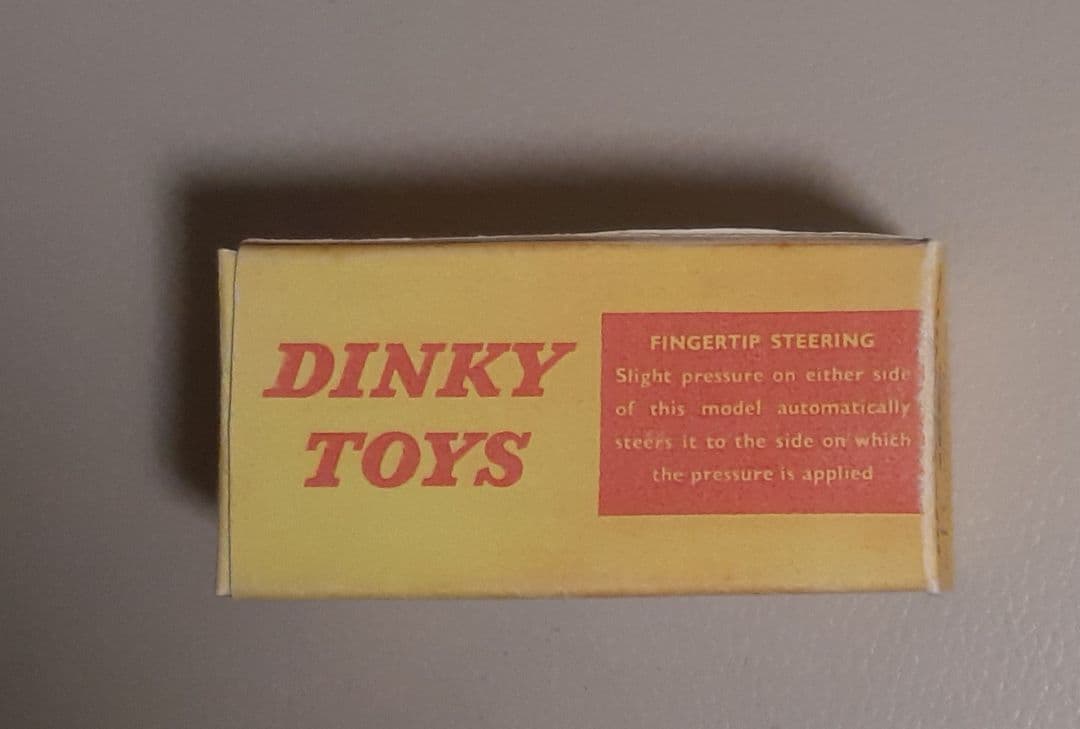 DINKY
TOYS
FINGERTIP STEERING
Slight pressure on either side
of this model automatically
steers it to the side on which
the pressure is applied